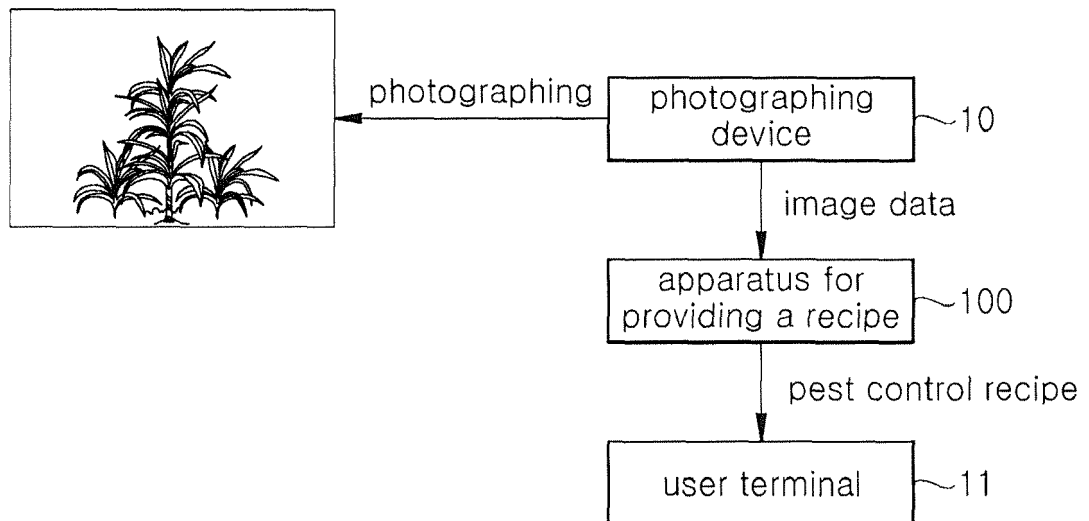 photographing
photographing
device
10
image data
apparatus for
providing a recipe
100
pest control recipe
user terminal
11